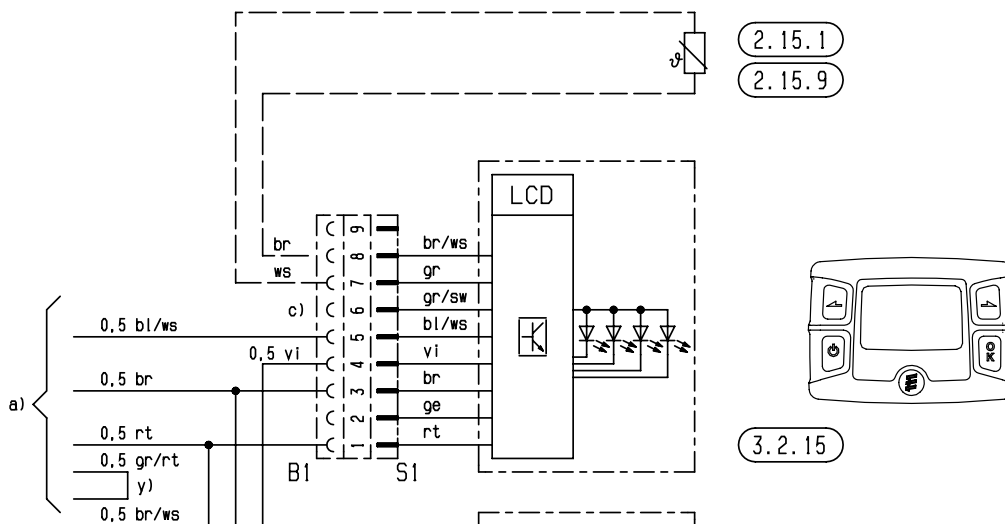 2.15.1
ϑ
2.15.9
LCD
br
9
8
br/ws
ws
7
gr
c)
6
gr/sw
0,5 bl/ws
5
bl/ws
0,5 vi
4
vi
0,5 br
3
br
a)
2
ge
0,5 rt
1
rt
B1
S1
0,5 gr/rt
y)
0,5 br/ws
OK
3.2.15